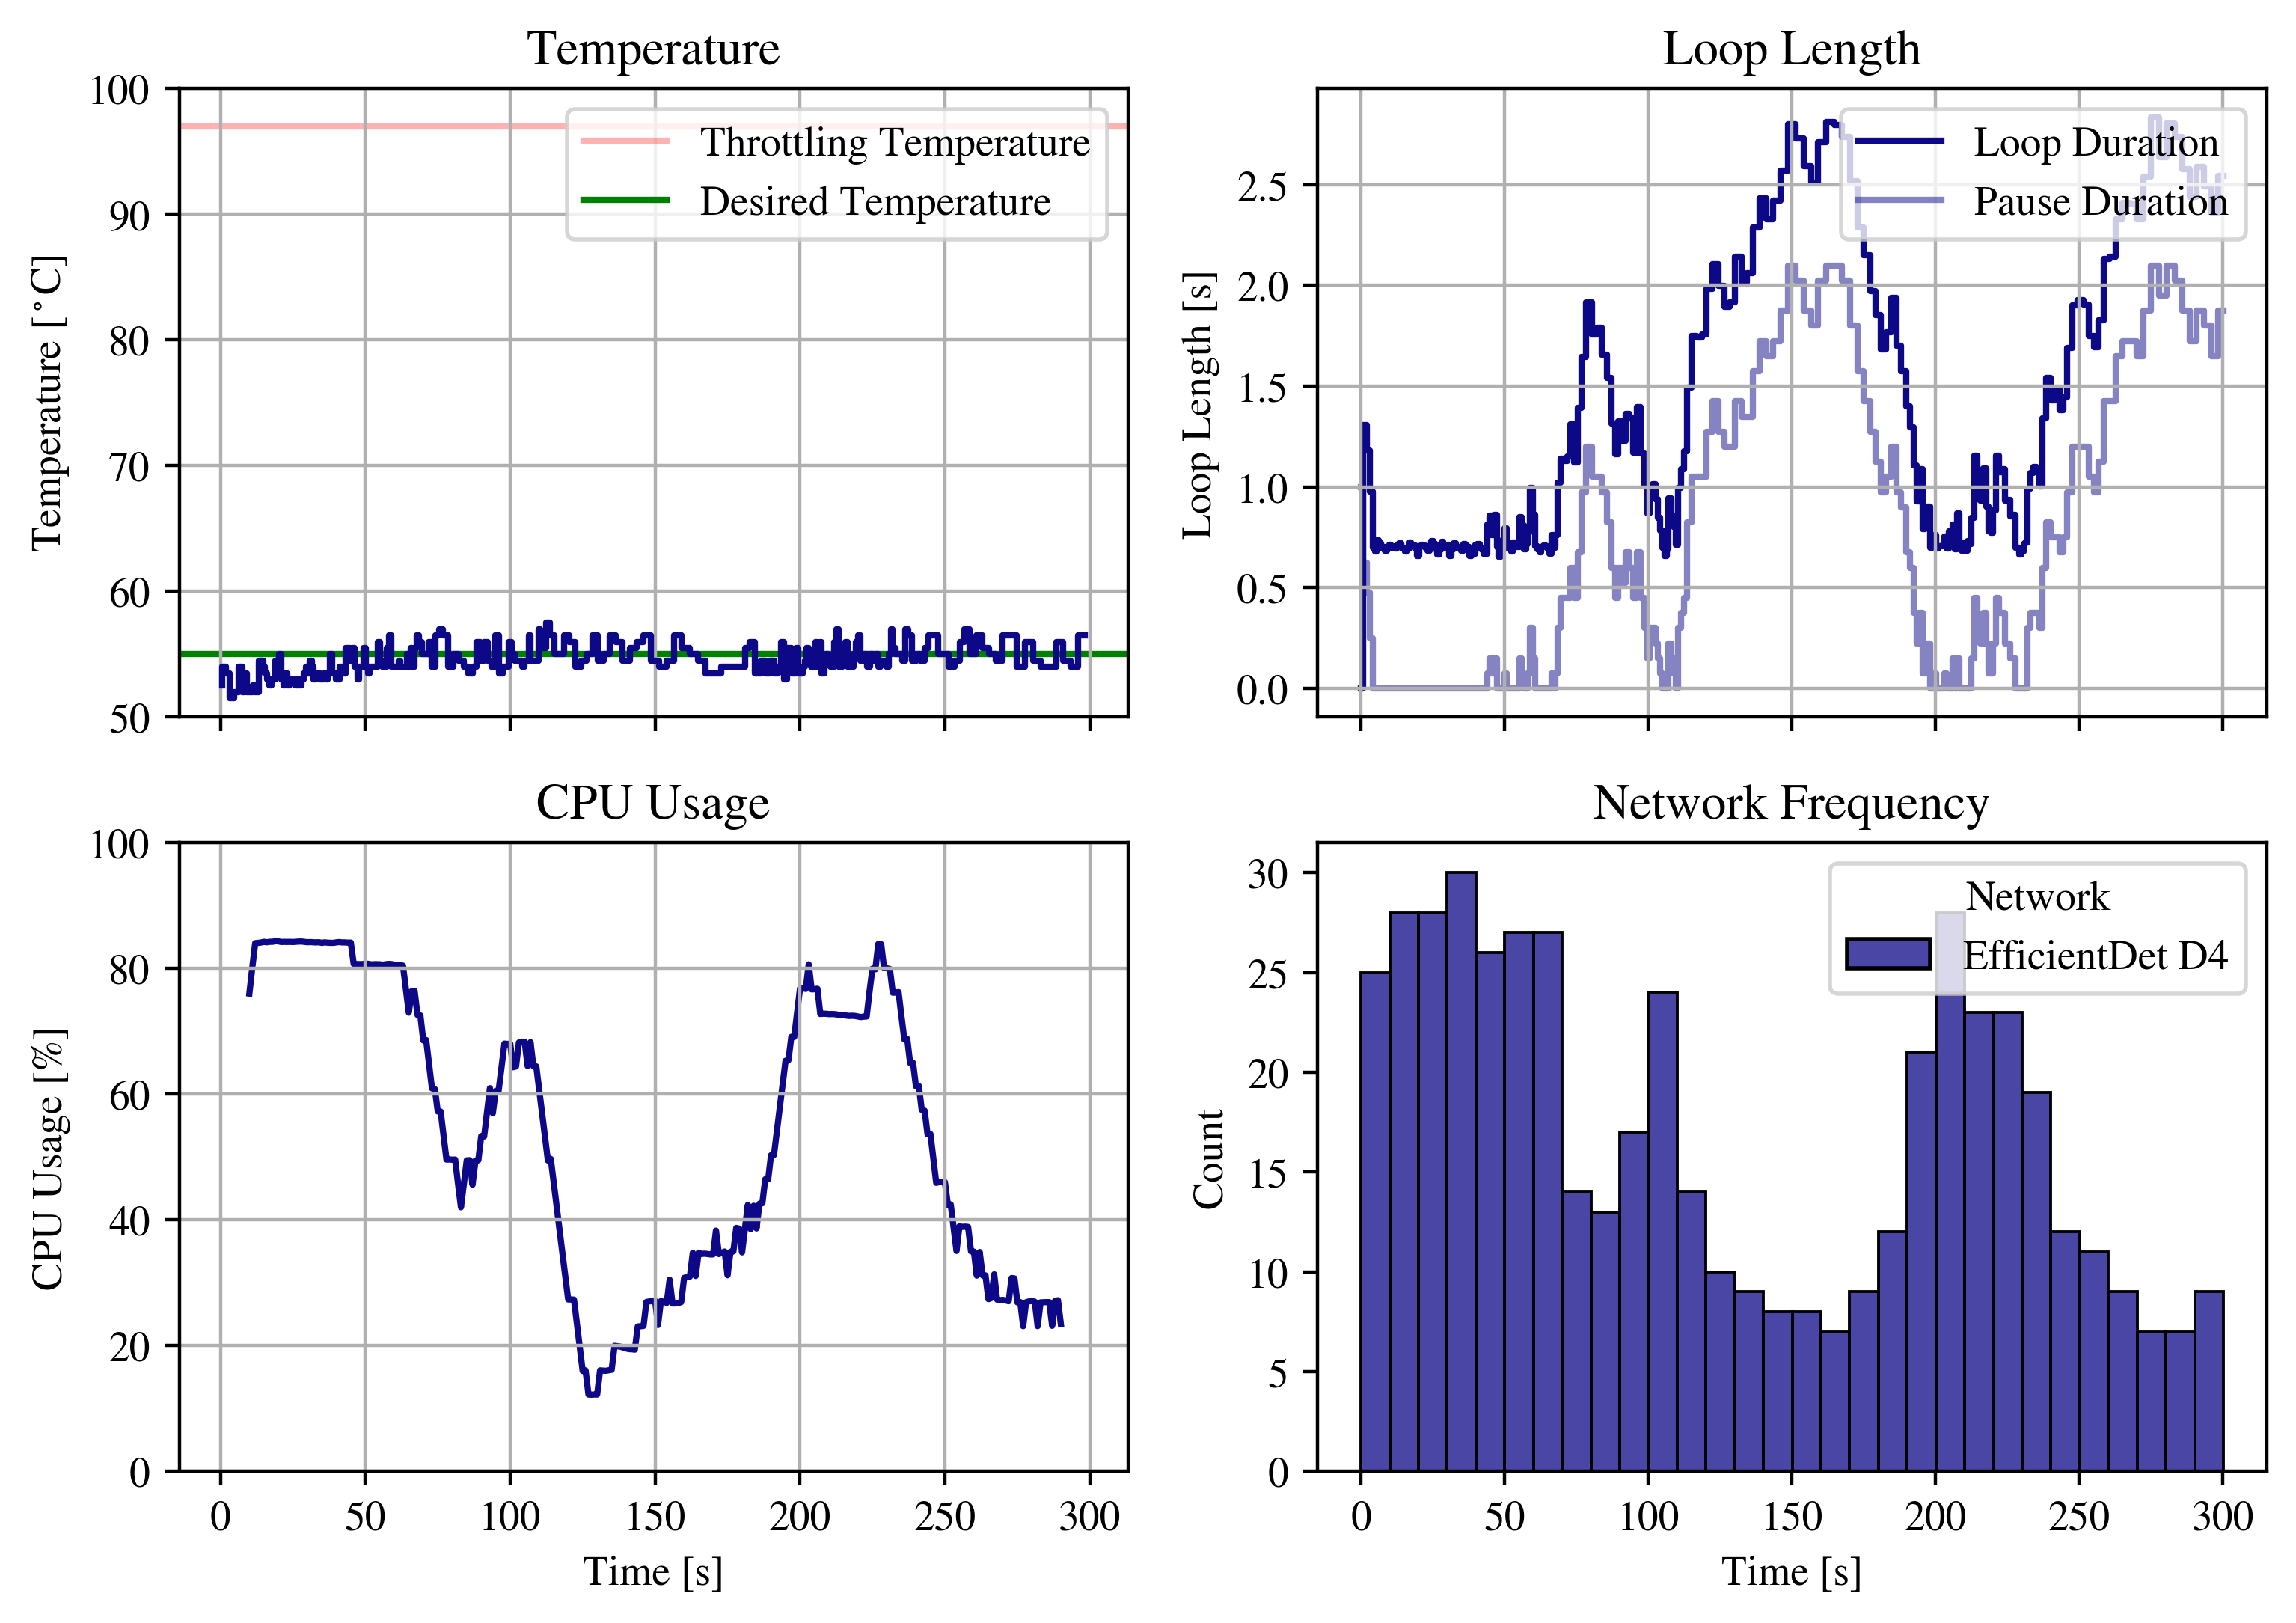 Temperature
100
90
80
70
60
50
Temperature [°C]
Throttling Temperature
Desired Temperature
Loop Length
2.5
2.0
1.5
1.0
0.5
0.0
Loop Length [s]
Loop Duration
Pause Duration
CPU Usage
100
80
60
40
20
0
CPU Usage [%]
0 50 100 150 200 250 300
Time [s]
Network Frequency
30
25
20
15
10
5
0
Count
Network
EfficientDet D4
0 50 100 150 200 250 300
Time [s]